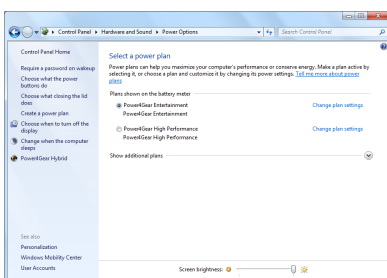 Control Panel ▸ Hardware and Sound ▸ Power Options
Search Control Panel
Control Panel Home
Require a password on wakeup
Choose what the power
buttons do
Choose what closing the lid
does
Create a power plan
Choose when to turn off the
display
Change when the computer
sleeps
Power4Gear Hybrid
See also
Personalization
Windows Mobility Center
User Accounts
Select a power plan
Power plans can help you maximize your computer's performance or conserve energy. Make a plan active by
selecting it, or choose a plan and customize it by changing its power settings. Tell me more about power
plans
Plans shown on the battery meter
Power4Gear Entertainment Change plan settings
Power4Gear Entertainment
Power4Gear High Performance Change plan settings
Power4Gear High Performance
Show additional plans
Screen brightness: